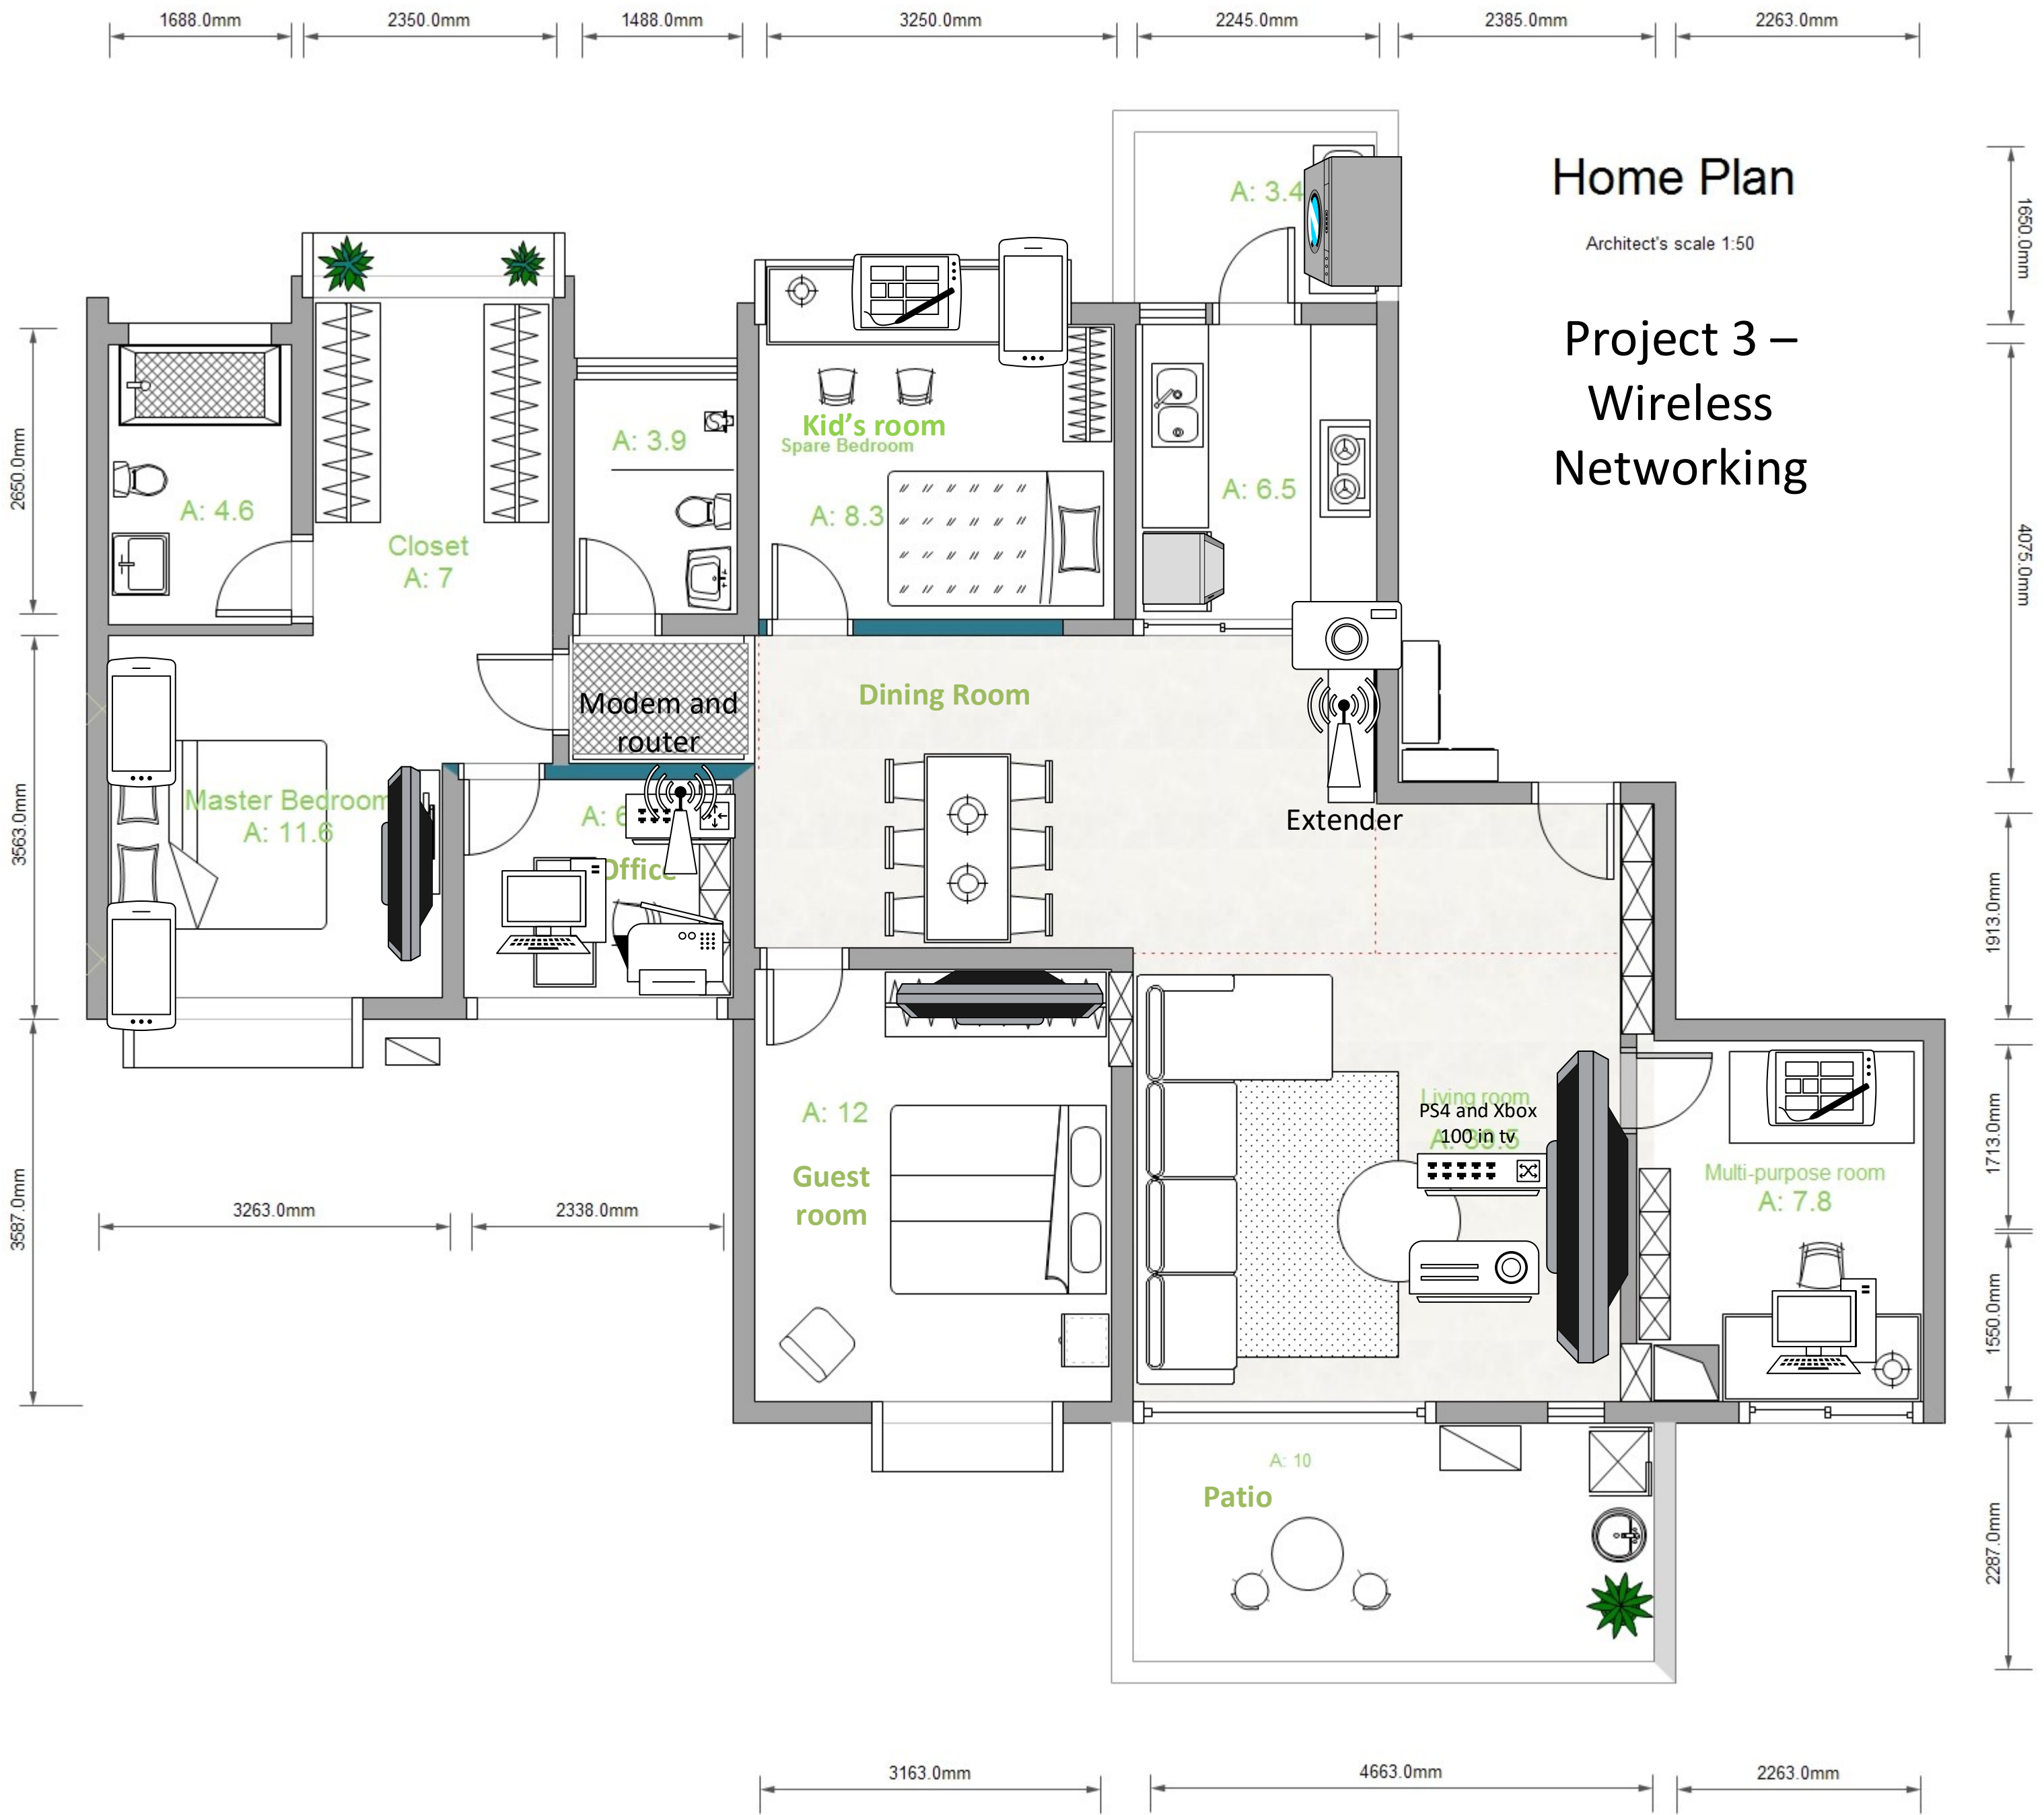 1688.0mm
2350.0mm
1488.0mm
3250.0mm
2245.0mm
2385.0mm
2263.0mm
Home Plan
Architect's scale 1:50
Project 3 –
Wireless
Networking
1650.0mm
4075.0mm
1913.0mm
1713.0mm
1550.0mm
2287.0mm
2650.0mm
3563.0mm
3587.0mm
A: 3.4
A: 3.9
Kid's room
Spare Bedroom
A: 8.3
A: 6.5
A: 4.6
Closet
A: 7
Modem and
router
Dining Room
Master Bedroom
A: 11.6
A: 6
Office
Extender
A: 12
Guest
room
Living room
PS4 and Xbox
100 in tv
Multi-purpose room
A: 7.8
3263.0mm
2338.0mm
A: 10
Patio
3163.0mm
4663.0mm
2263.0mm